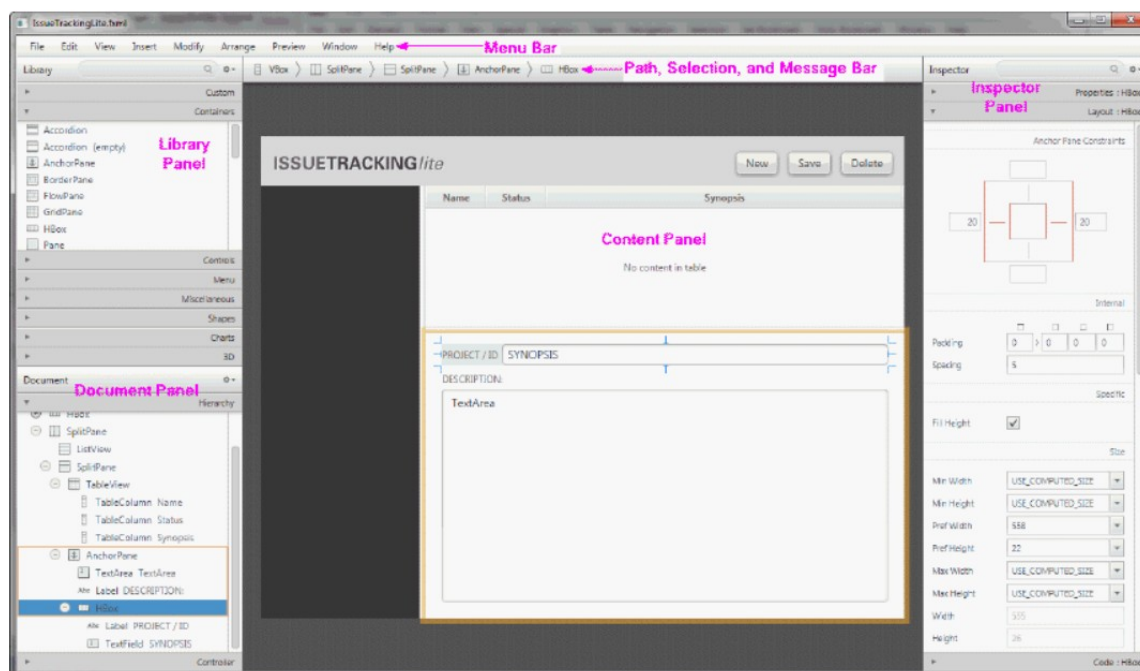 IssueTrackingLite.fxml
File Edit View Insert Modify Arrange Preview Window Help
Menu Bar
Library
VBox SplitPane SplitPane AnchorPane HBox
Path, Selection, and Message Bar
Inspector
Inspector Panel
Custom
Containers
Properties : HBox
Layout : HBox
Accordion
Accordion (empty)
AnchorPane
BorderPane
FlowPane
GridPane
HBox
Pane
Library Panel
Controls
Menu
Miscellaneous
Shapes
Charts
3D
Document
Document Panel
Hierarchy
HBox
SplitPane
ListView
SplitPane
TableView
TableColumn Name
TableColumn Status
TableColumn Synopsis
AnchorPane
TextArea TextArea
Abc Label DESCRIPTION:
HBox
Abc Label PROJECT / ID
TextField SYNOPSIS
Controller
ISSUETRACKINGlite
New Save Delete
Name Status Synopsis
Content Panel
No content in table
PROJECT / ID SYNOPSIS
DESCRIPTION:
TextArea
Anchor Pane Constraints
20 20
Internal
Padding 0 0 0 0
Spacing 5
Specific
Fill Height
Size
Min Width USE_COMPUTED_SIZE
Min Height USE_COMPUTED_SIZE
Pref Width 538
Pref Height 22
Max Width USE_COMPUTED_SIZE
Max Height USE_COMPUTED_SIZE
Width 535
Height 26
Code : HBox